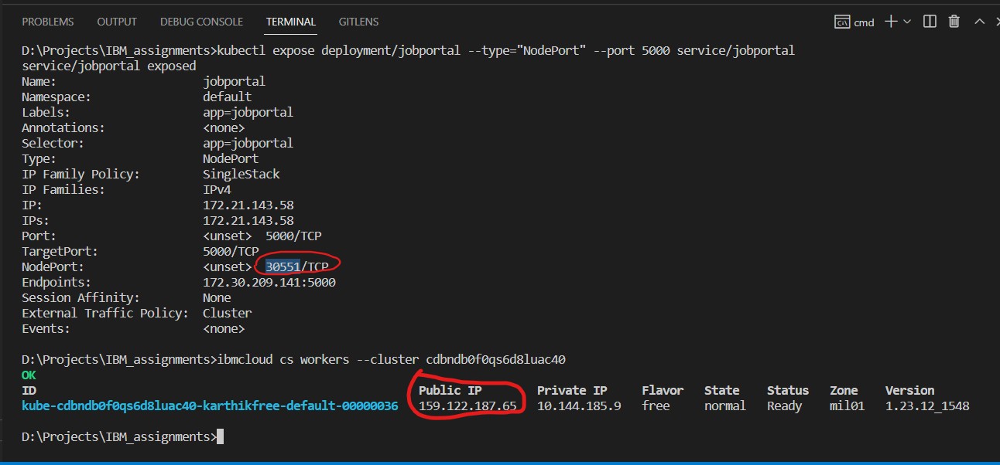 PROBLEMS OUTPUT DEBUG CONSOLE TERMINAL GITLENS cmd
D:\Projects\IBM_assignments>kubectl expose deployment/jobportal --type="NodePort" --port 5000 service/jobportal
service/jobportal exposed
Name: jobportal
Namespace: default
Labels: app=jobportal
Annotations: <none>
Selector: app=jobportal
Type: NodePort
IP Family Policy: SingleStack
IP Families: IPv4
IP: 172.21.143.58
IPs: 172.21.143.58
Port: <unset> 5000/TCP
TargetPort: 5000/TCP
NodePort: <unset> 30551/TCP
Endpoints: 172.30.209.141:5000
Session Affinity: None
External Traffic Policy: Cluster
Events: <none>
D:\Projects\IBM_assignments>ibmcloud cs workers --cluster cdbndb0f0qs6d8luac40
OK
ID Public IP Private IP Flavor State Status Zone Version
kube-cdbndb0f0qs6d8luac40-karthikfree-default-00000036 159.122.187.65 10.144.185.9 free normal Ready mil01 1.23.12_1548
D:\Projects\IBM_assignments>